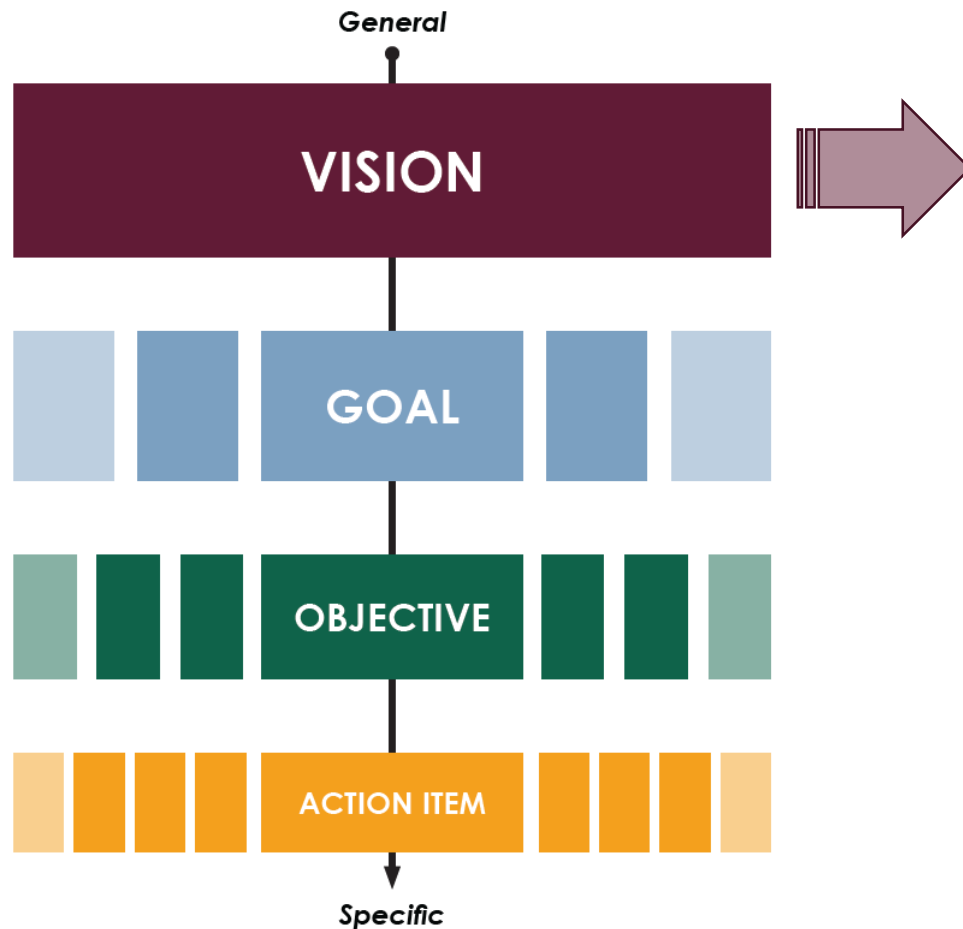 General
VISION
GOAL
OBJECTIVE
ACTION ITEM
Specific